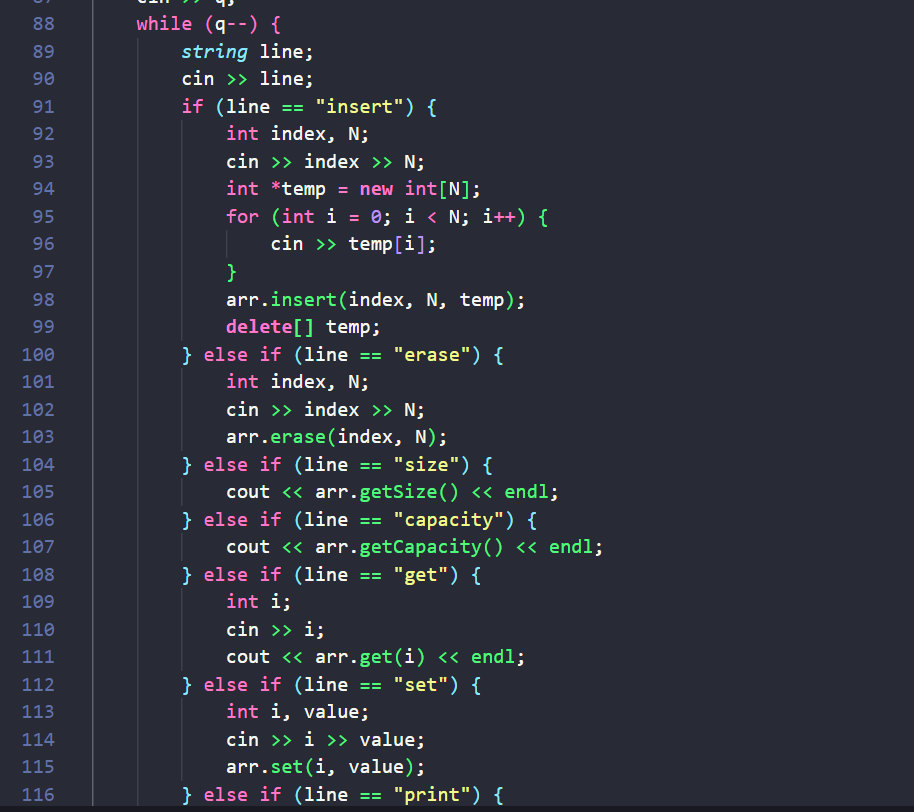 88 while (q--) {
89 string line;
90 cin >> line;
91 if (line == "insert") {
92 int index, N;
93 cin >> index >> N;
94 int *temp = new int[N];
95 for (int i = 0; i < N; i++) {
96 cin >> temp[i];
97 }
98 arr.insert(index, N, temp);
99 delete[] temp;
100 } else if (line == "erase") {
101 int index, N;
102 cin >> index >> N;
103 arr.erase(index, N);
104 } else if (line == "size") {
105 cout << arr.getSize() << endl;
106 } else if (line == "capacity") {
107 cout << arr.getCapacity() << endl;
108 } else if (line == "get") {
109 int i;
110 cin >> i;
111 cout << arr.get(i) << endl;
112 } else if (line == "set") {
113 int i, value;
114 cin >> i >> value;
115 arr.set(i, value);
116 } else if (line == "print") {